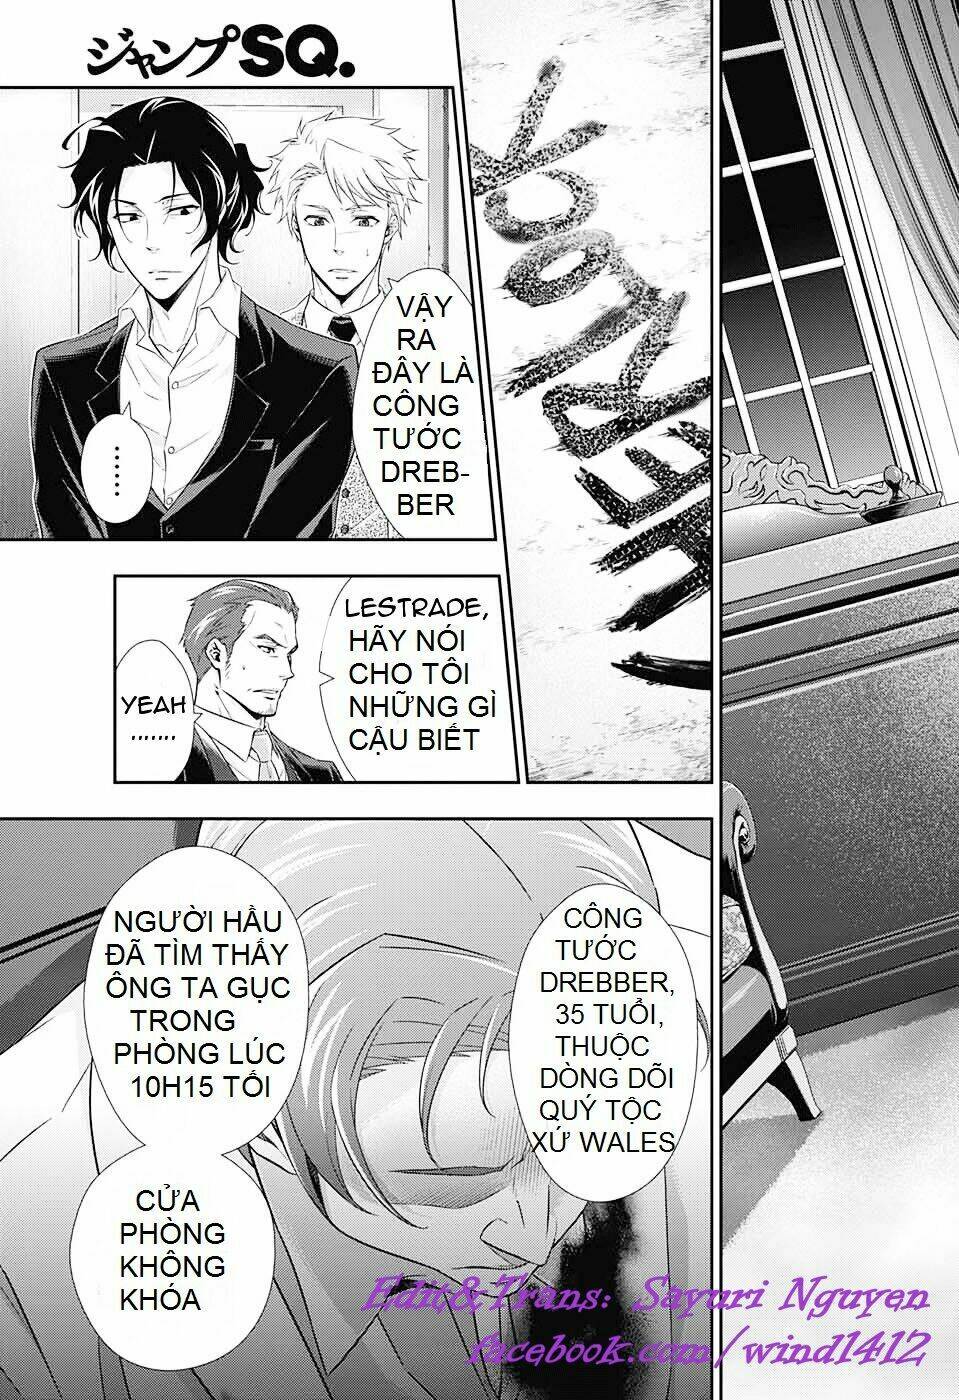 ジャンプSQ.
SHERLOCK
VẬY
RA
ĐÂY LÀ
CÔNG
TƯỚC
DREB-
BER
......
LESTRADE,
HÃY NÓI
CHO TÔI
NHỮNG GÌ
CẬU BIẾT
YEAH
.......
CÔNG
TƯỚC
DREBBER,
35 TUỔI,
THUỘC
DÒNG DÕI
QUÝ TỘC
XỨ WALES
NGƯỜI HẦU
ĐÃ TÌM THẤY
ÔNG TA GỤC
TRONG
PHÒNG LÚC
10H15 TỐI
CỬA
PHÒNG
KHÔNG
KHÓA
Edit&Trans: Sayuri Nguyen
facebook.com/wind1412